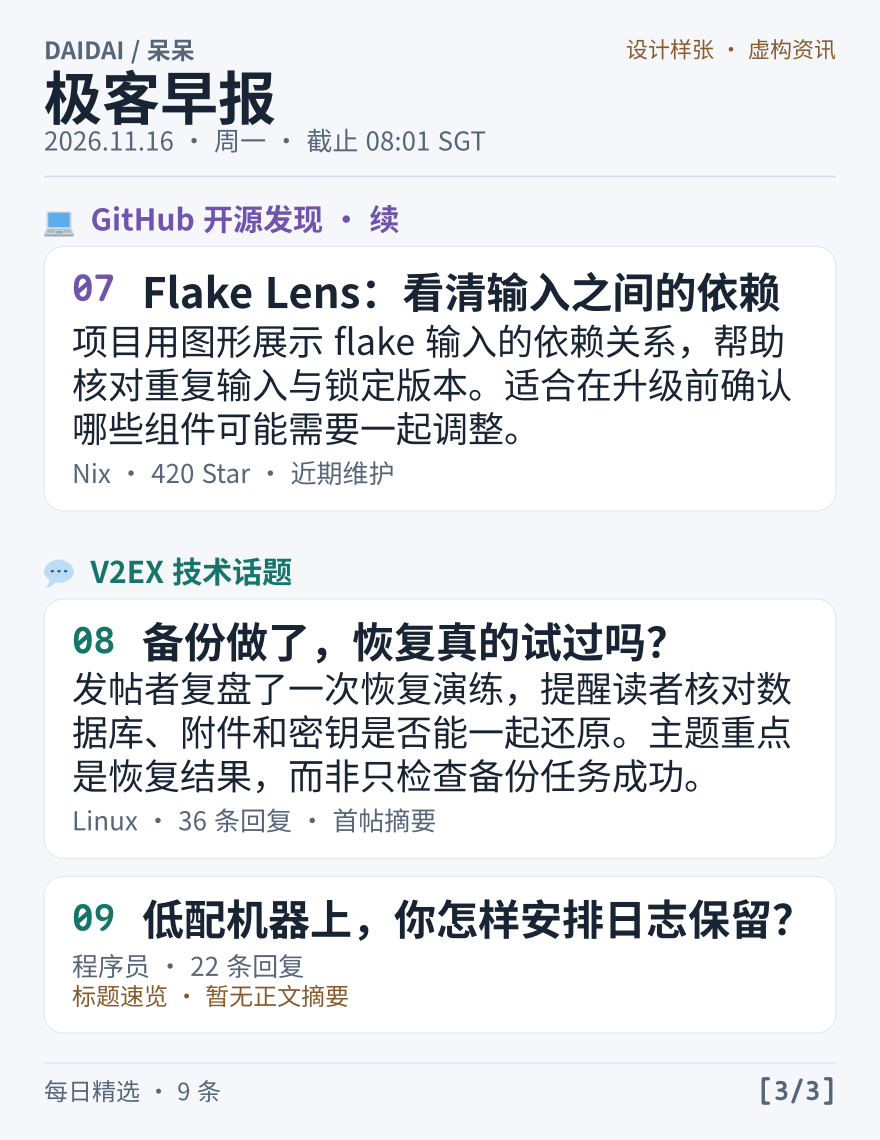 DAIDAI / 呆呆
设计样张 · 虚构资讯
极客早报
2026.11.16 · 周一 · 截止 08:01 SGT
GitHub 开源发现 · 续
07 Flake Lens：看清输入之间的依赖
项目用图形展示 flake 输入的依赖关系，帮助
核对重复输入与锁定版本。适合在升级前确认
哪些组件可能需要一起调整。
Nix · 420 Star · 近期维护
V2EX 技术话题
08 备份做了，恢复真的试过吗？
发帖者复盘了一次恢复演练，提醒读者核对数
据库、附件和密钥是否能一起还原。主题重点
是恢复结果，而非只检查备份任务成功。
Linux · 36 条回复 · 首帖摘要
09 低配机器上，你怎样安排日志保留？
程序员 · 22 条回复
标题速览 · 暂无正文摘要
每日精选 · 9 条
[3/3]